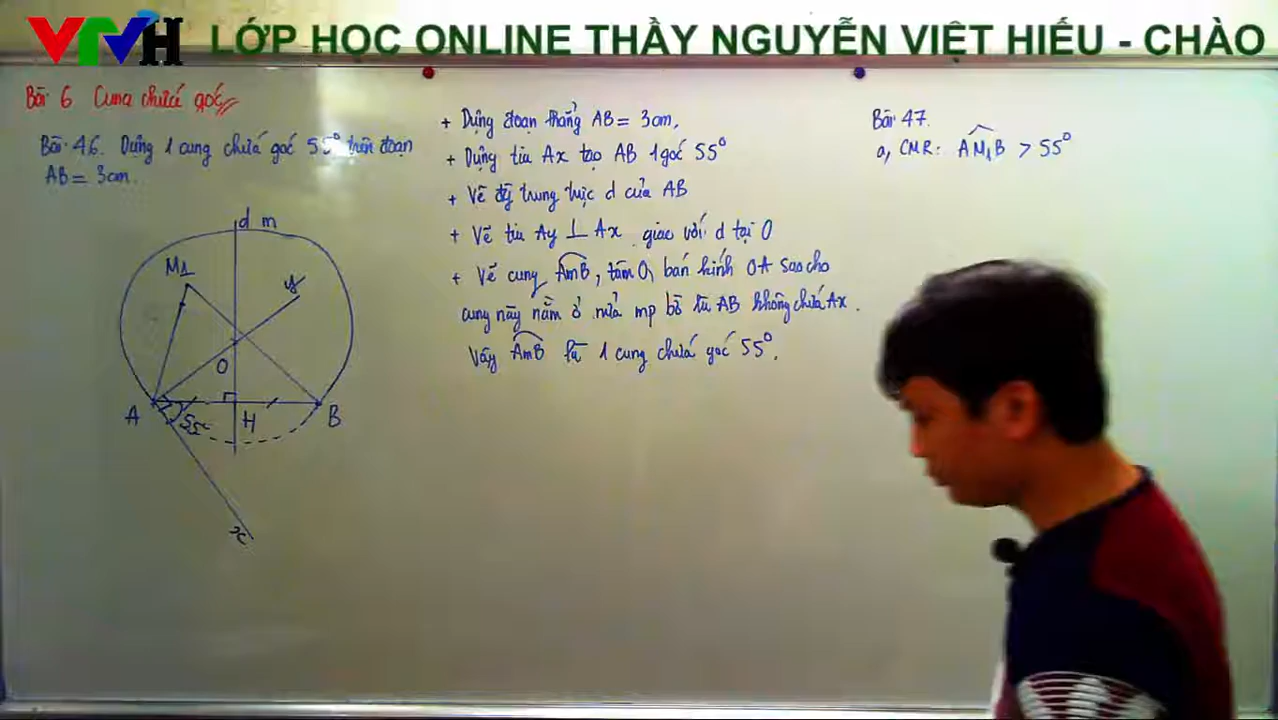 VTVH LỚP HỌC ONLINE THẦY NGUYỄN VIỆT HIẾU - CHÀO
Bài 6 Cung chứa góc
Bài 46. Dựng 1 cung chứa góc 55° trên đoạn
AB = 3cm.
d m
M1
y
O
A 55° H B
x
+ Dựng đoạn thẳng AB = 3cm,
+ Dựng tia Ax tạo AB 1 góc 55°
+ Vẽ đg trung trực d của AB
+ Vẽ tia Ay ⊥ Ax giao với d tại O
+ Vẽ cung AmB, tâm O, bán kính OA sao cho
cung này nằm ở nửa mp bờ là AB không chứa Ax.
Vậy AmB là 1 cung chứa góc 55°.
Bài 47.
a, CMR: AM1B > 55°